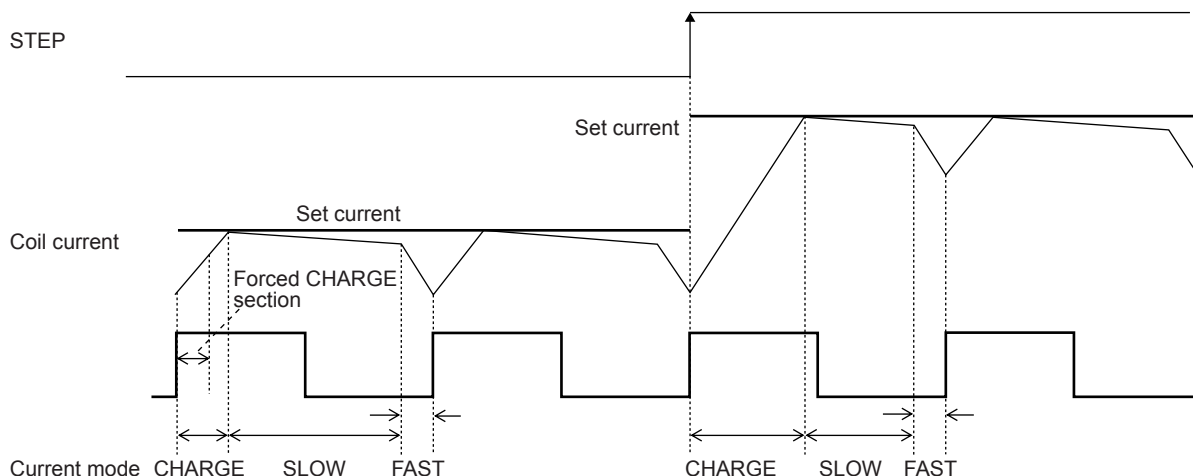 STEP
Set current
Set current
Coil current
Forced CHARGE
section
Current mode CHARGE SLOW FAST CHARGE SLOW FAST